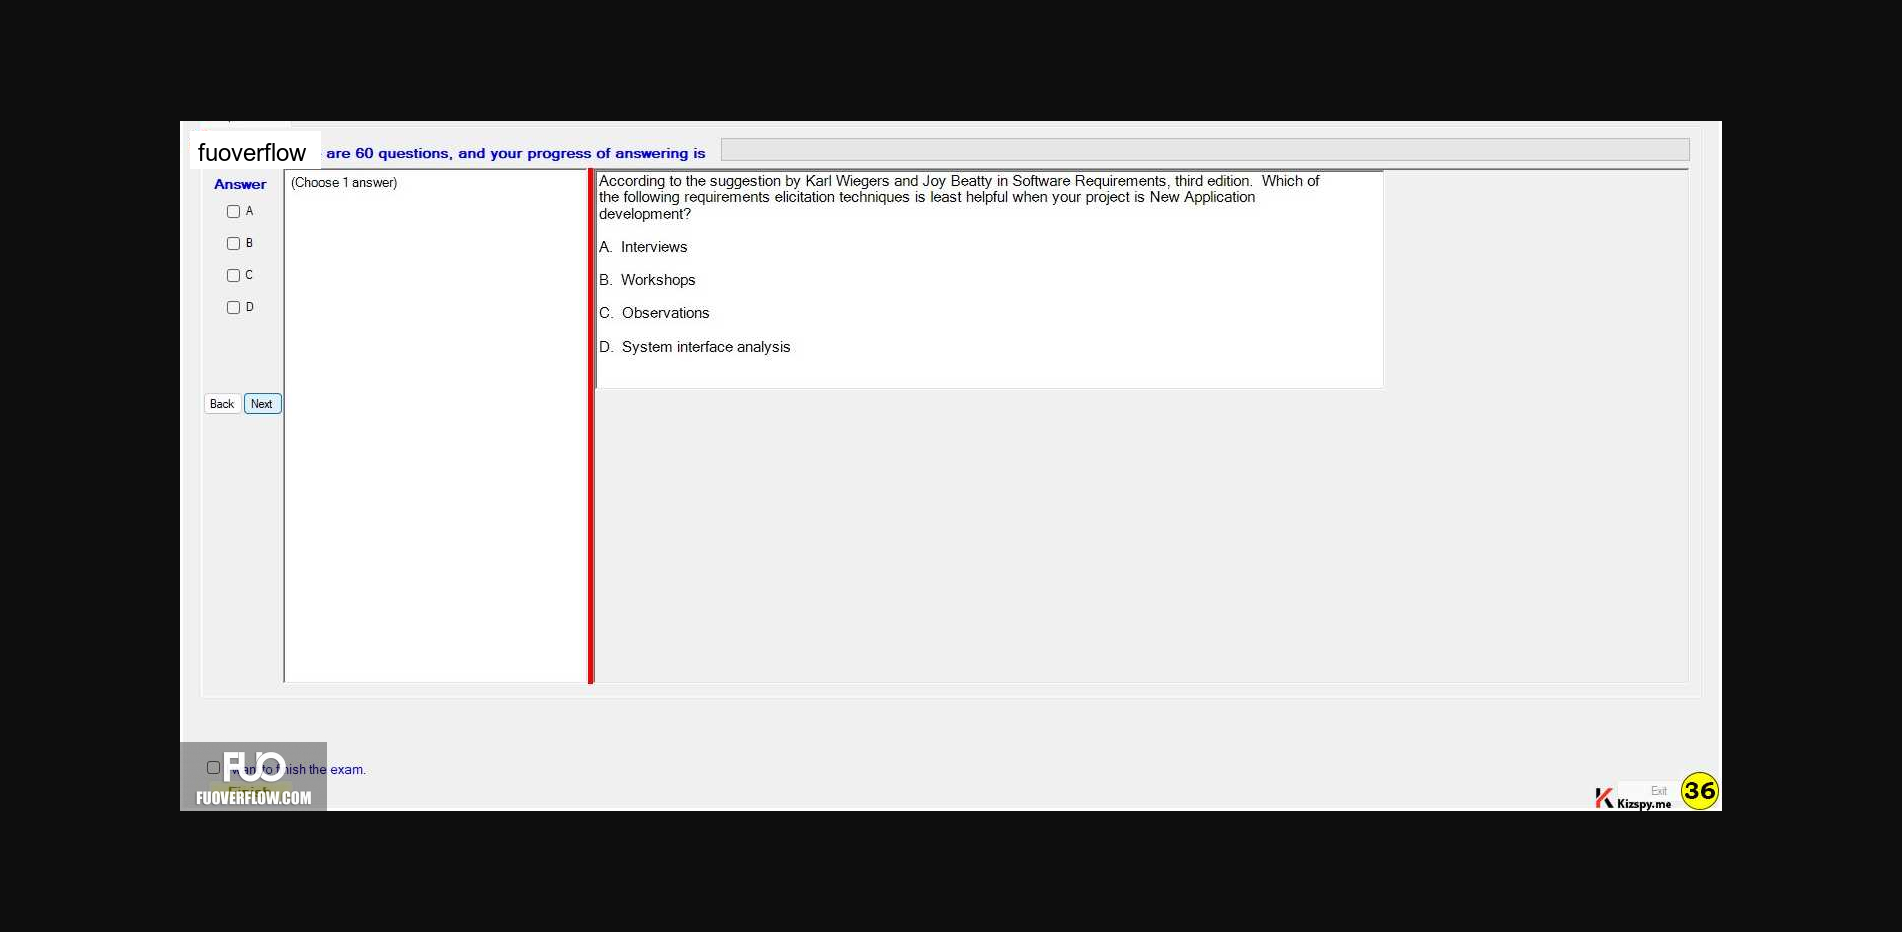 fuoverflow are 60 questions, and your progress of answering is
Answer
(Choose 1 answer)
A
B
C
D
Back Next
According to the suggestion by Karl Wiegers and Joy Beatty in Software Requirements, third edition.  Which of
the following requirements elicitation techniques is least helpful when your project is New Application
development?
A.  Interviews
B.  Workshops
C.  Observations
D.  System interface analysis
FUO
want to finish the exam.
Finish
FUOVERFLOW.COM
Exit
Kizspy.me
36